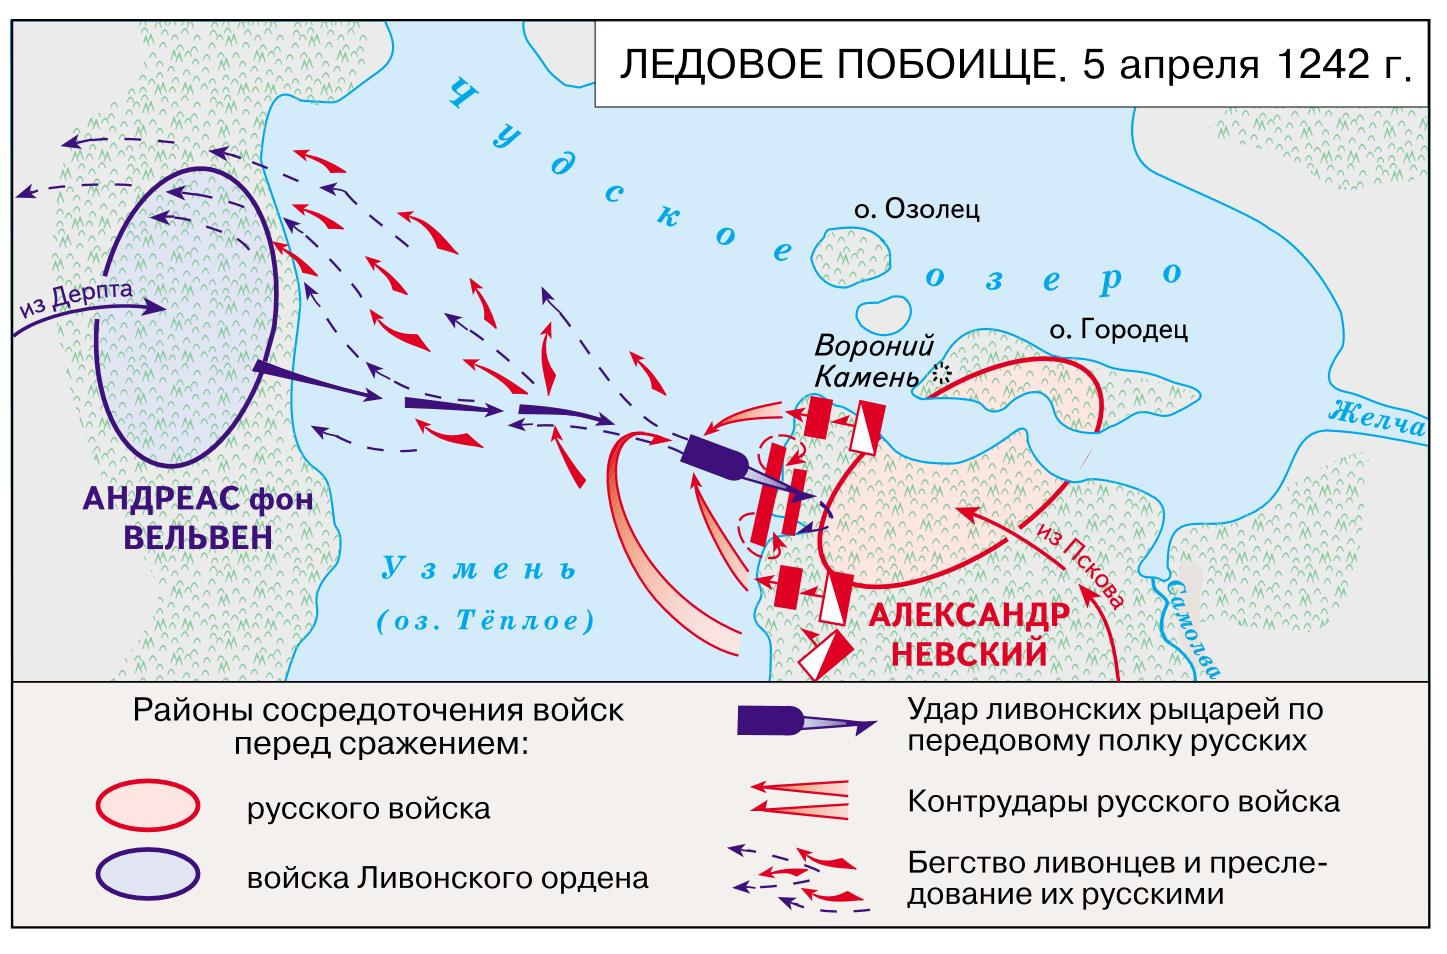 ЛЕДОВОЕ ПОБОИЩЕ. 5 апреля 1242 г.
Чудское озеро
о. Озолец
о. Городец
Вороний
Камень
Желча
из Дерпта
АНДРЕАС фон
ВЕЛЬВЕН
Узмень
(оз. Тёплое)
из Пскова
Самолва
АЛЕКСАНДР
НЕВСКИЙ
Районы сосредоточения войск
перед сражением:
русского войска
войска Ливонского ордена
Удар ливонских рыцарей по
передовому полку русских
Контрудары русского войска
Бегство ливонцев и пресле-
дование их русскими